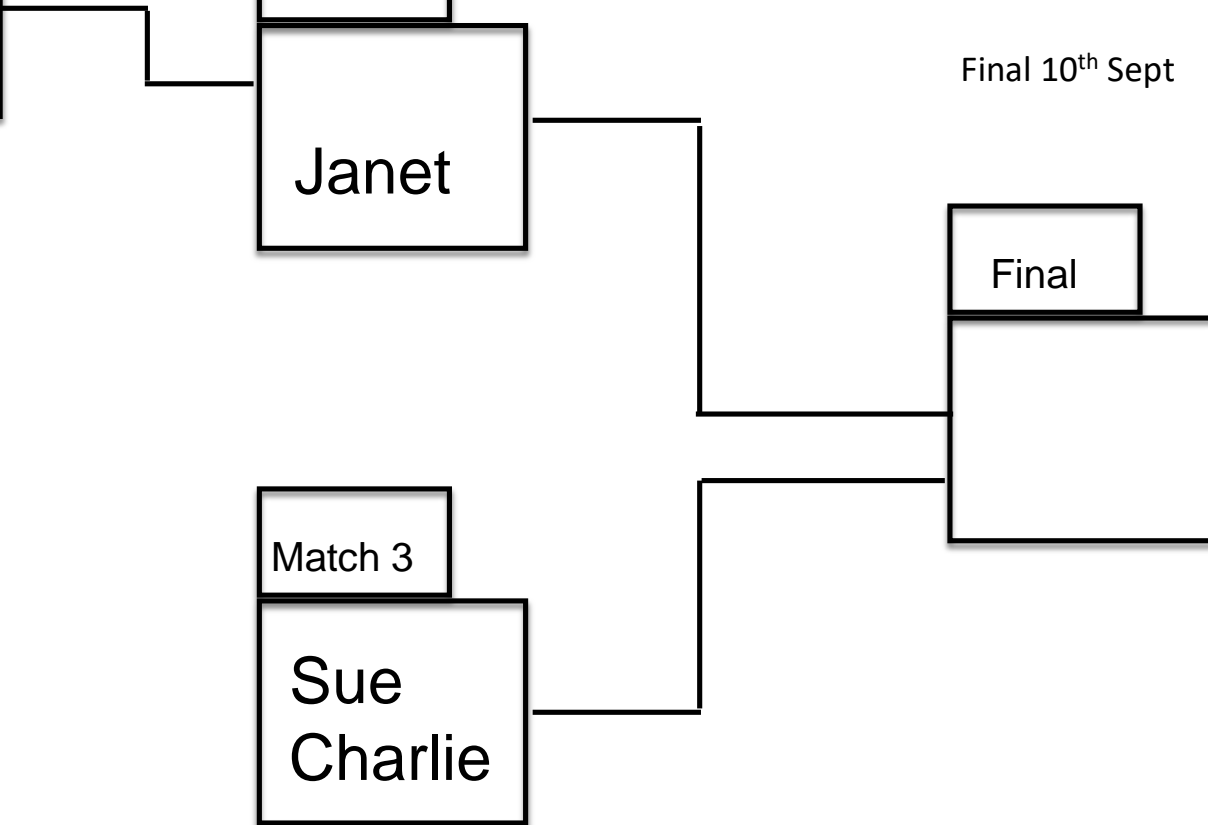 Final 10th Sept
Janet
Final
Match 3
Sue
Charlie